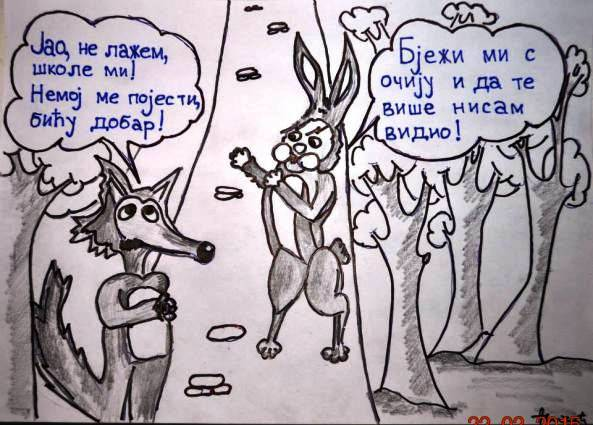 Јао, не лажем,
школе ми!
Немој ме појести,
бићу добар!
Бјежи ми с
очију и да те
више нисам
видио!